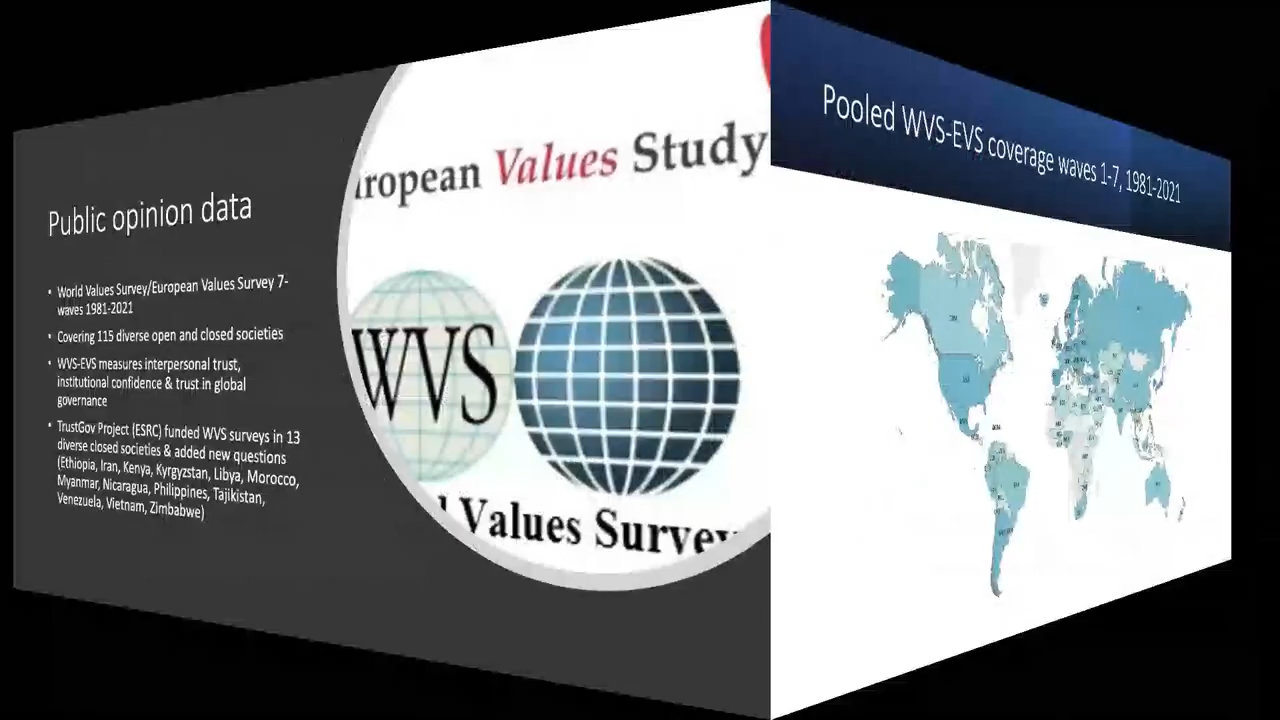 Public opinion data
• World Values Survey/European Values Survey 7-
waves 1981-2021
• Covering 115 diverse open and closed societies
• WVS-EVS measures interpersonal trust,
institutional confidence & trust in global
governance
• TrustGov Project (ESRC) funded WVS surveys in 13
diverse closed societies & added new questions
(Ethiopia, Iran, Kenya, Kyrgyzstan, Libya, Morocco,
Myanmar, Nicaragua, Philippines, Tajikistan,
Venezuela, Vietnam, Zimbabwe)
ropean Values Study
WVS
Values Survey
Pooled WVS-EVS coverage waves 1-7, 1981-2021